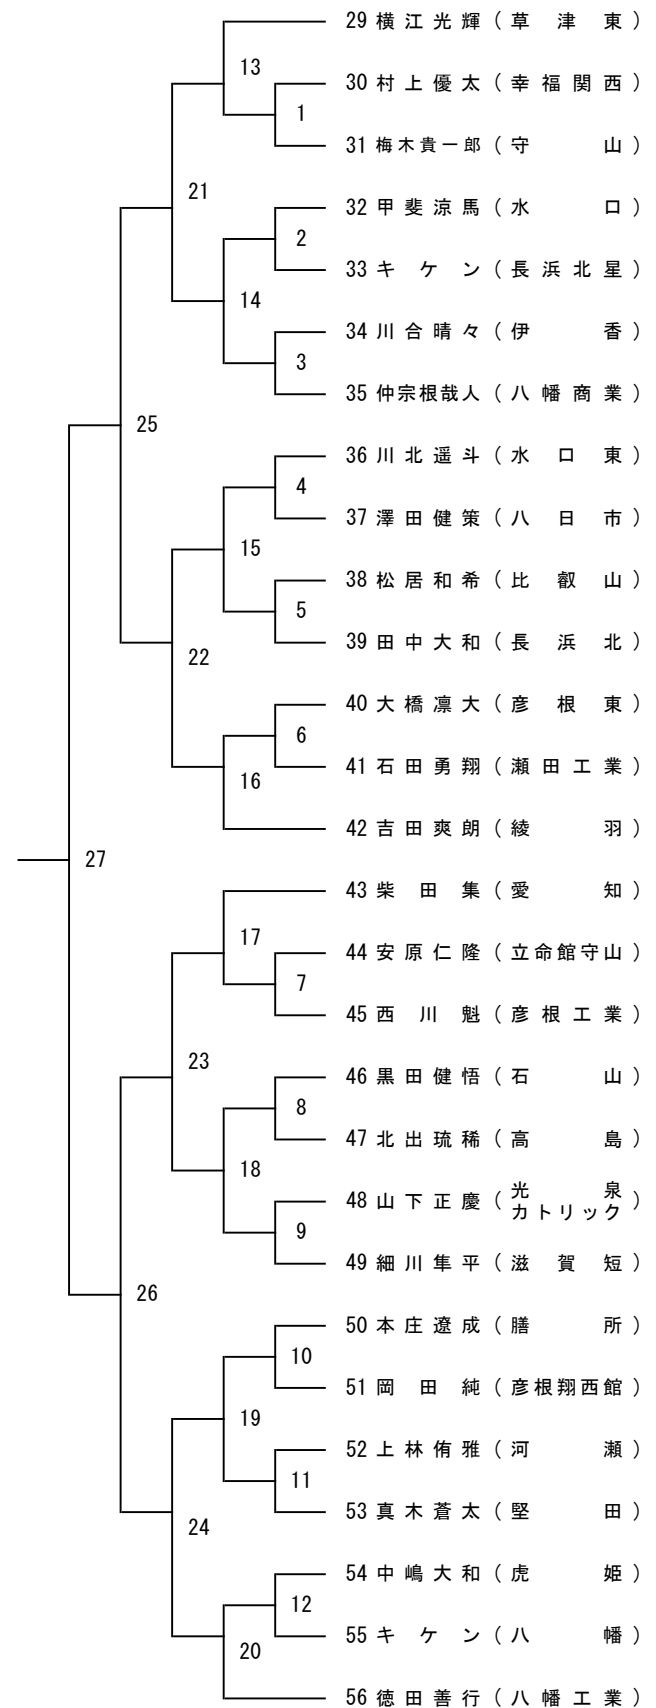 29 横江光輝（草津東）
13
30 村上優太（幸福関西）
1
31 梅木貴一郎（守山）
21
32 甲斐涼馬（水口）
2
33 キケン（長浜北星）
14
34 川合晴々（伊香）
3
35 仲宗根哉人（八幡商業）
25
36 川北遥斗（水口東）
4
37 澤田健策（八日市）
15
38 松居和希（比叡山）
5
39 田中大和（長浜北）
22
40 大橋凛大（彦根東）
6
41 石田勇翔（瀬田工業）
16
42 吉田爽朗（綾羽）
27
43 柴田集（愛知）
17
44 安原仁隆（立命館守山）
7
45 西川魁（彦根工業）
23
46 黒田健悟（石山）
8
47 北出琉稀（高島）
18
48 山下正慶（光泉カトリック）
9
49 細川隼平（滋賀短）
26
50 本庄遼成（膳所）
10
51 岡田純（彦根翔西館）
19
52 上林侑雅（河瀬）
11
53 真木蒼太（堅田）
24
54 中嶋大和（虎姫）
12
55 キケン（八幡）
20
56 徳田善行（八幡工業）